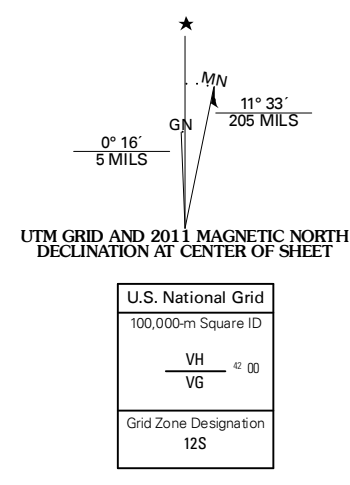 MN
GN
11° 33´
205 MILS
0° 16´
5 MILS
UTM GRID AND 2011 MAGNETIC NORTH
DECLINATION AT CENTER OF SHEET
U.S. National Grid
100,000-m Square ID
VH
42 00
VG
Grid Zone Designation
12S